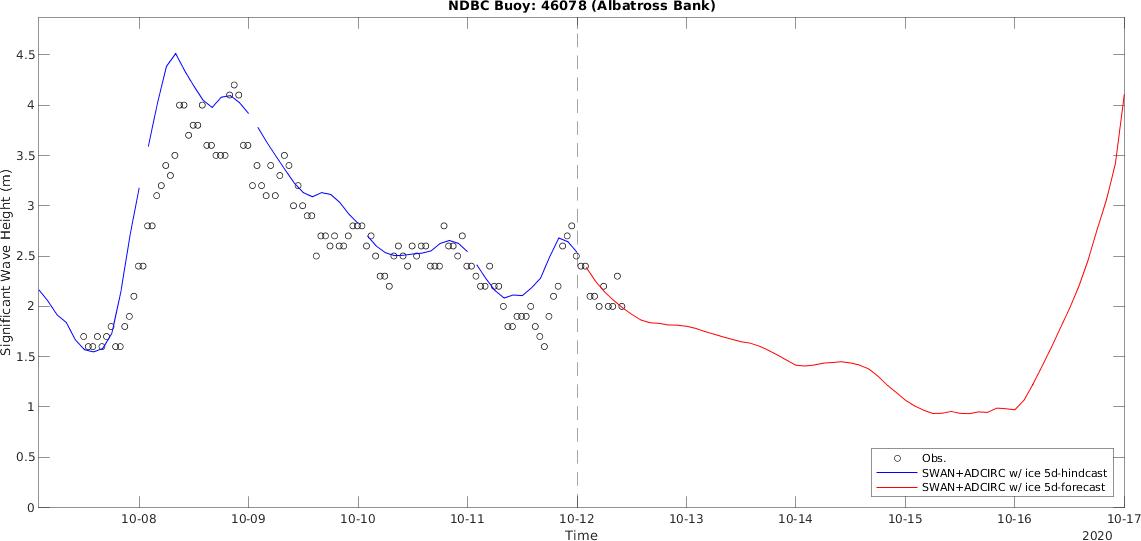 NDBC Buoy: 46078 (Albatross Bank)
4.5
4
3.5
3
2.5
2
1.5
1
0.5
0
Significant Wave Height (m)
Obs.
SWAN+ADCIRC w/ ice 5d-hindcast
SWAN+ADCIRC w/ ice 5d-forecast
10-08 10-09 10-10 10-11 10-12 10-13 10-14 10-15 10-16 10-17
Time
2020